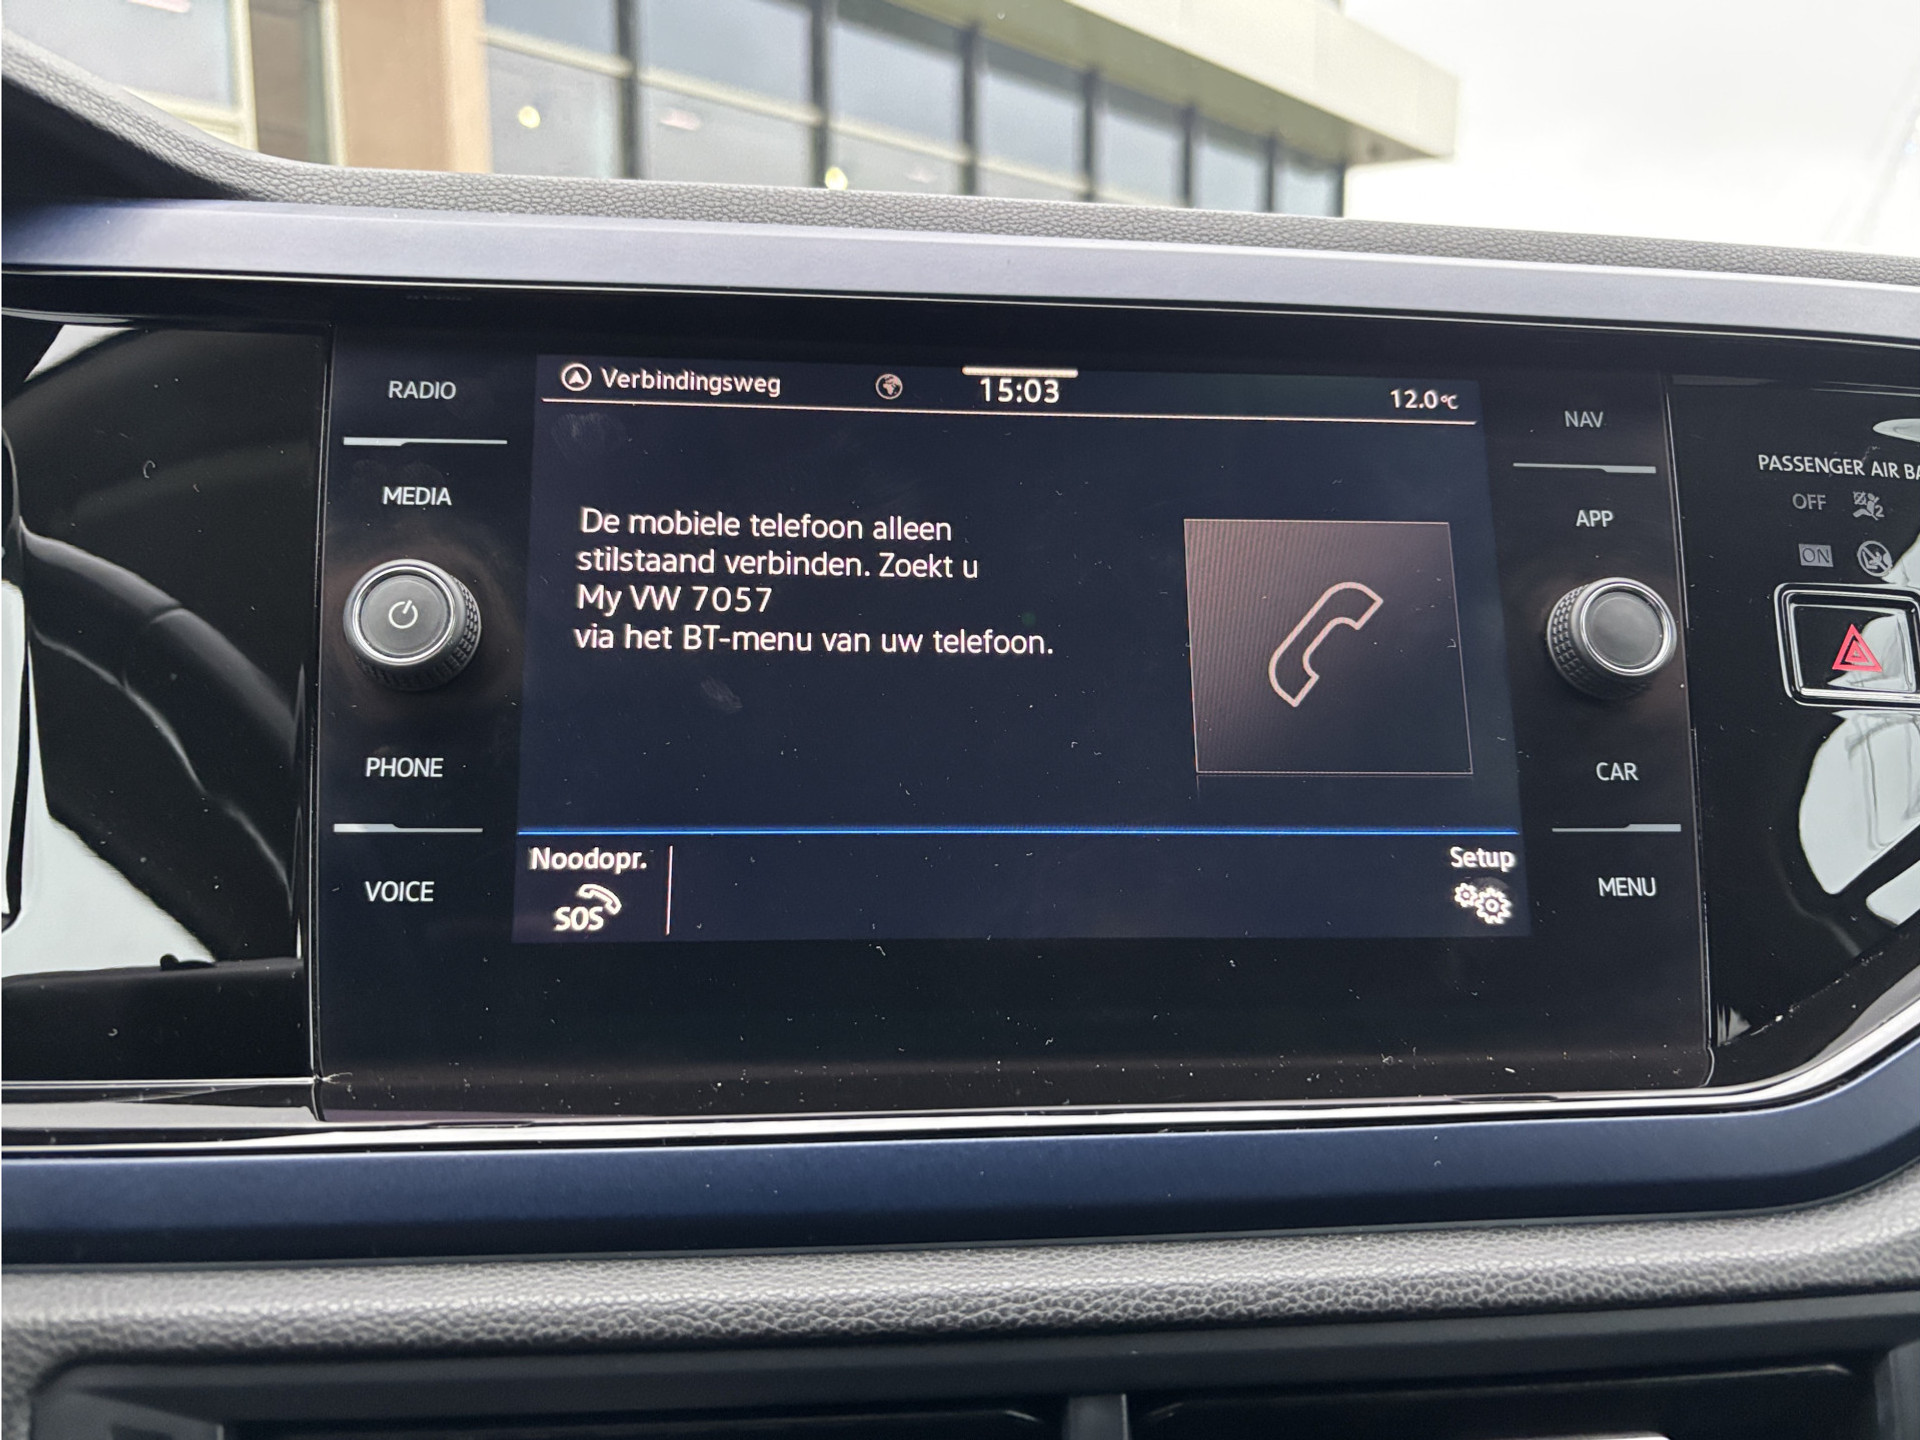 RADIO
MEDIA
PHONE
VOICE
Verbindingsweg
15:03
12.0°C
De mobiele telefoon alleen
stilstaand verbinden. Zoekt u
My VW 7057
via het BT-menu van uw telefoon.
Noodopr.
SOS
Setup
NAV
APP
CAR
MENU
PASSENGER AIR BA
OFF
2
ON